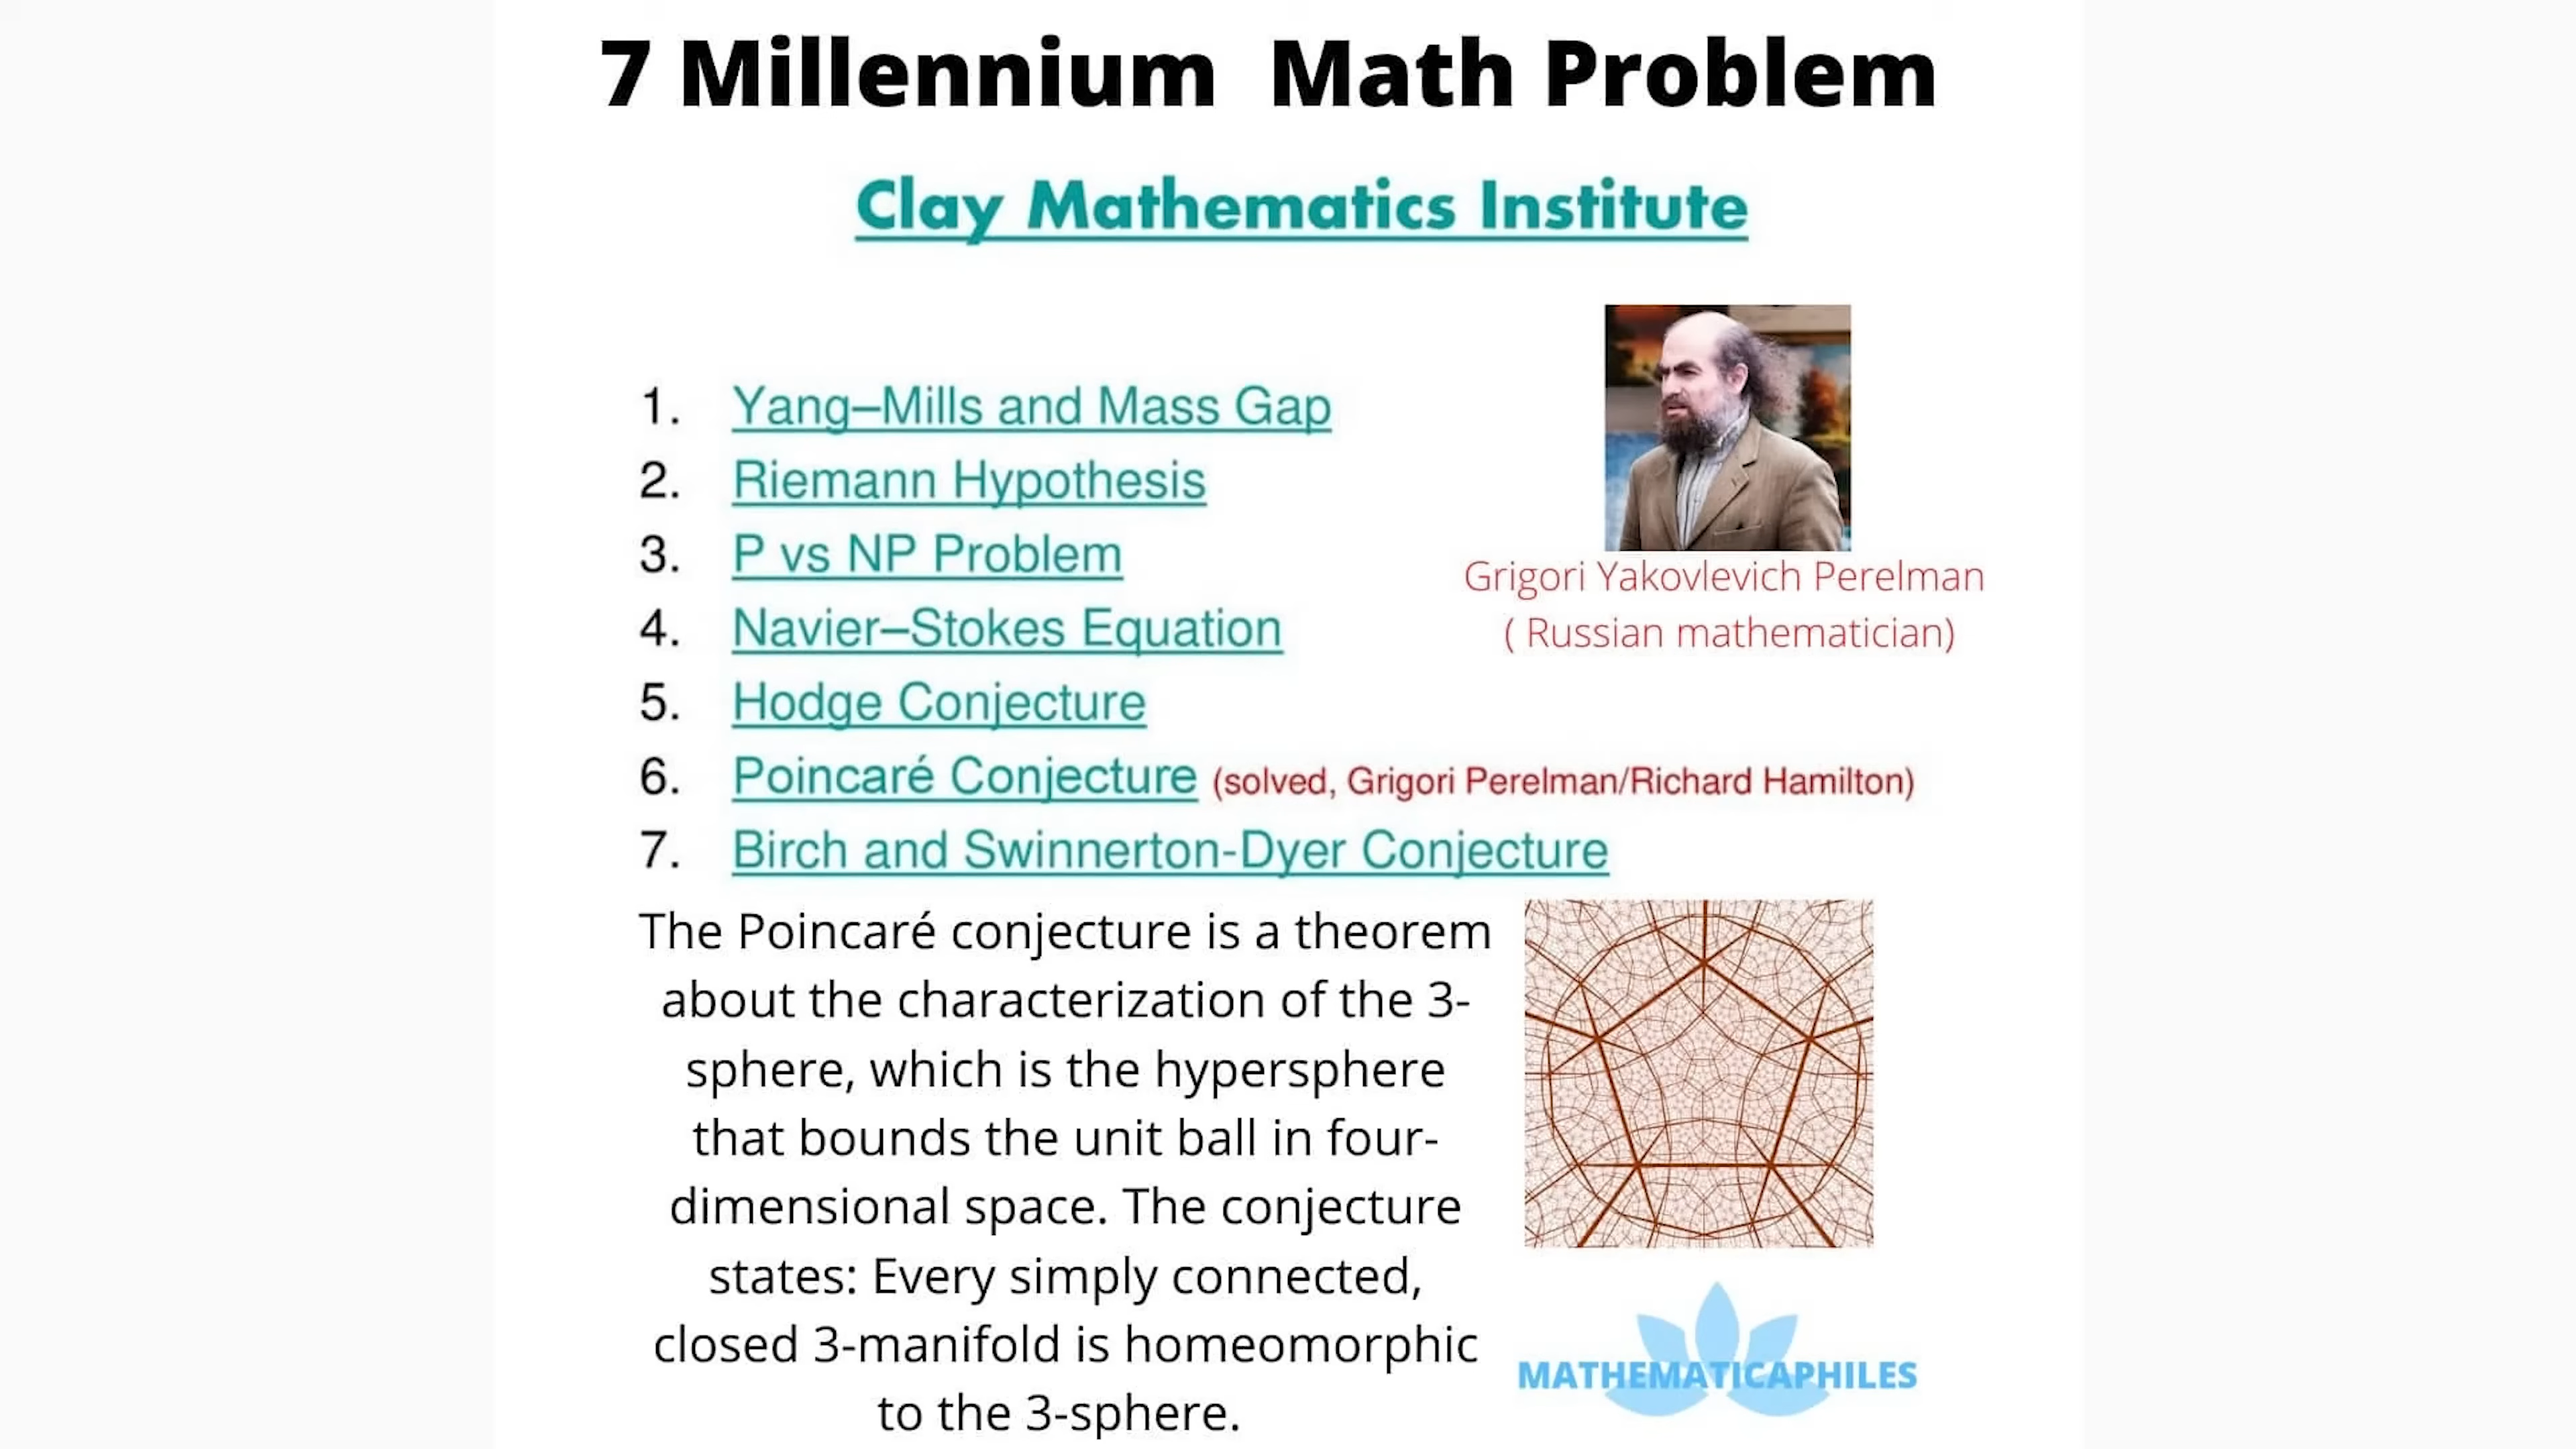 7 Millennium  Math Problem
Clay Mathematics Institute
1. Yang–Mills and Mass Gap
2. Riemann Hypothesis
3. P vs NP Problem
4. Navier–Stokes Equation
5. Hodge Conjecture
6. Poincaré Conjecture (solved, Grigori Perelman/Richard Hamilton)
7. Birch and Swinnerton-Dyer Conjecture
Grigori Yakovlevich Perelman
( Russian mathematician)
The Poincaré conjecture is a theorem
about the characterization of the 3-
sphere, which is the hypersphere
that bounds the unit ball in four-
dimensional space. The conjecture
states: Every simply connected,
closed 3-manifold is homeomorphic
to the 3-sphere.
MATHEMATICAPHILES